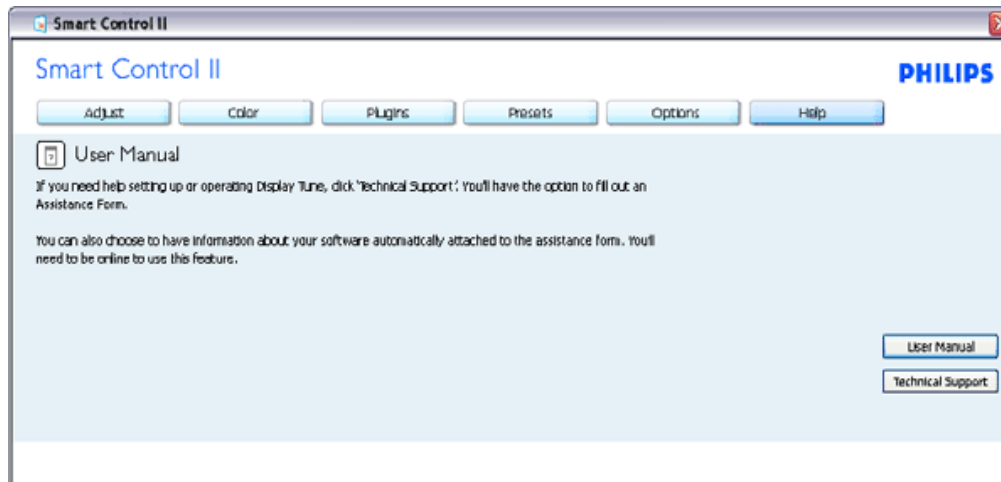 Smart Control II
Smart Control II
PHILIPS
Adjust Color Plugins Presets Options Help
User Manual
If you need help setting up or operating Display Tune, click 'Technical Support'. You'll have the option to fill out an
Assistance Form.
You can also choose to have information about your software automatically attached to the assistance form. You'll
need to be online to use this feature.
User Manual
Technical Support